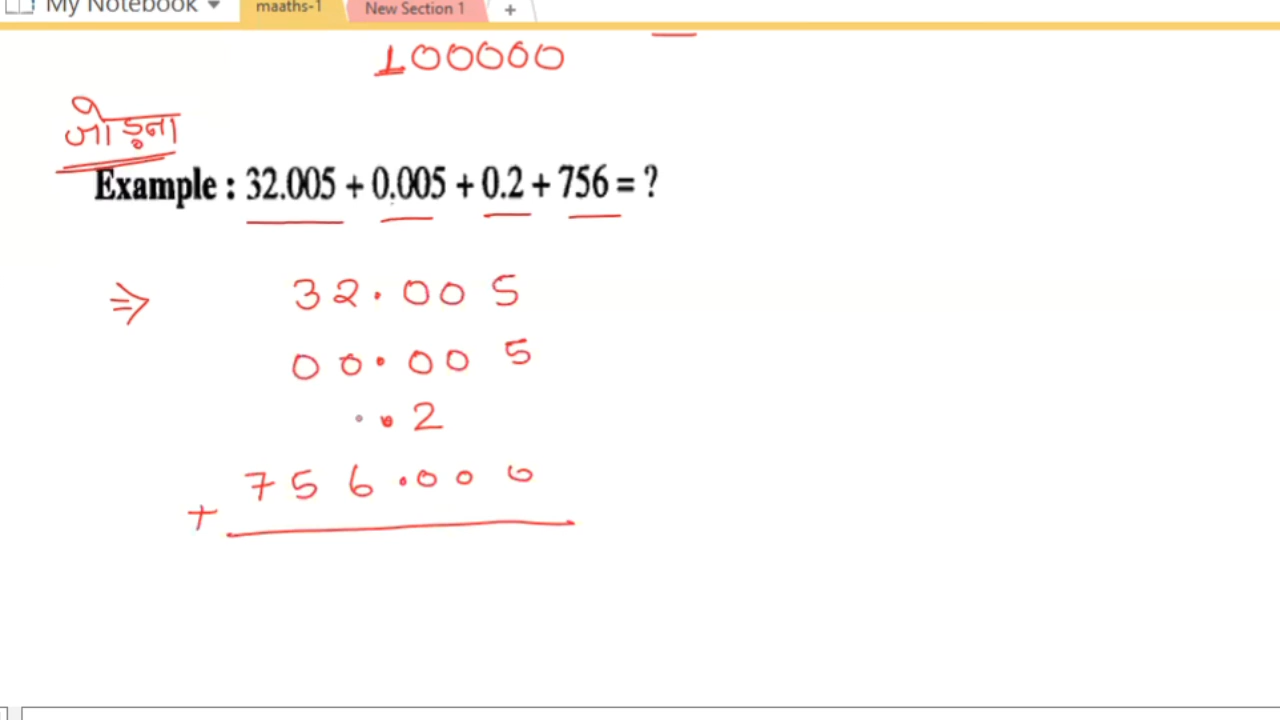 My Notebook
maaths-1
New Section 1
+
100000
जोड़ना
Example : 32.005 + 0.005 + 0.2 + 756 = ?
⇒ 32.005
00.005
.2
756.000
+